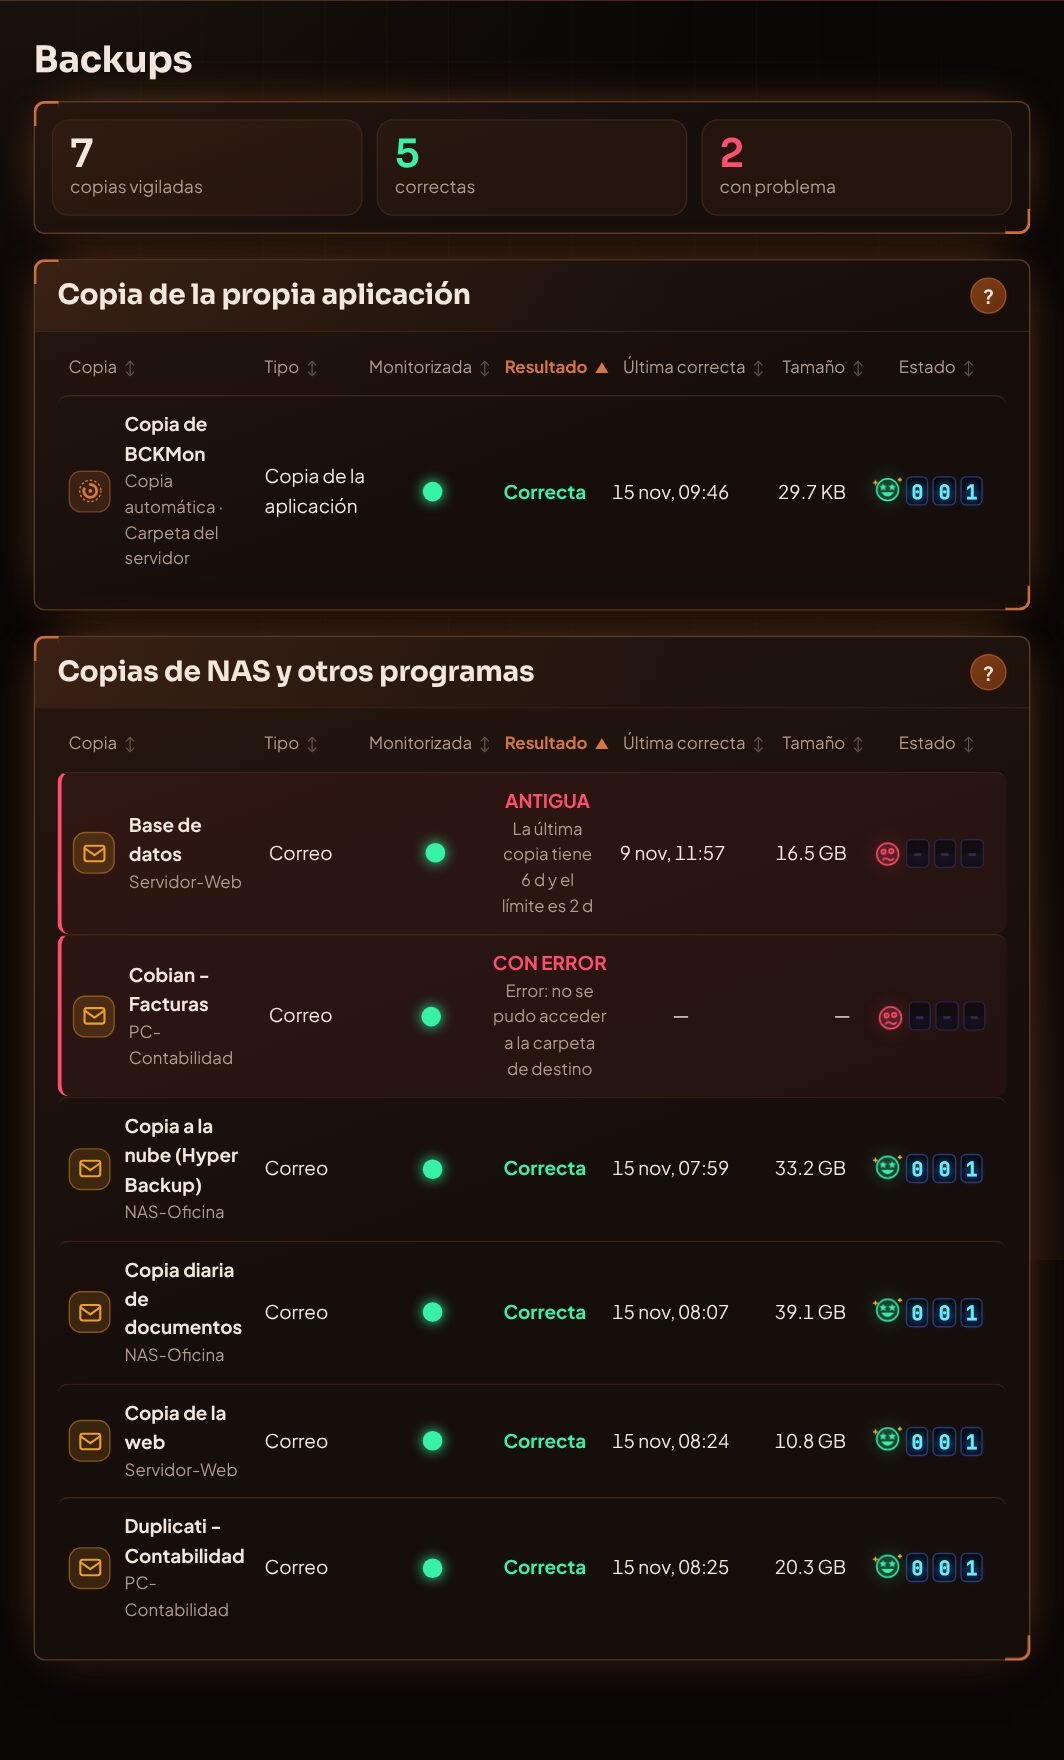 Backups
7
copias vigiladas
5
correctas
2
con problema
Copia de la propia aplicación
?
Copia Tipo Monitorizada Resultado Última correcta Tamaño Estado
Copia de
BCKMon
Copia
automática ·
Carpeta del
servidor
Copia de la
aplicación
Correcta
15 nov, 09:46
29.7 KB
0 0 1
Copias de NAS y otros programas
?
Copia Tipo Monitorizada Resultado Última correcta Tamaño Estado
Base de
datos
Servidor-Web
Correo
ANTIGUA
La última
copia tiene
6 d y el
límite es 2 d
9 nov, 11:57
16.5 GB
- - -
Cobian -
Facturas
PC-
Contabilidad
Correo
CON ERROR
Error: no se
pudo acceder
a la carpeta
de destino
—
—
- - -
Copia a la
nube (Hyper
Backup)
NAS-Oficina
Correo
Correcta
15 nov, 07:59
33.2 GB
0 0 1
Copia diaria
de
documentos
NAS-Oficina
Correo
Correcta
15 nov, 08:07
39.1 GB
0 0 1
Copia de la
web
Servidor-Web
Correo
Correcta
15 nov, 08:24
10.8 GB
0 0 1
Duplicati -
Contabilidad
PC-
Contabilidad
Correo
Correcta
15 nov, 08:25
20.3 GB
0 0 1